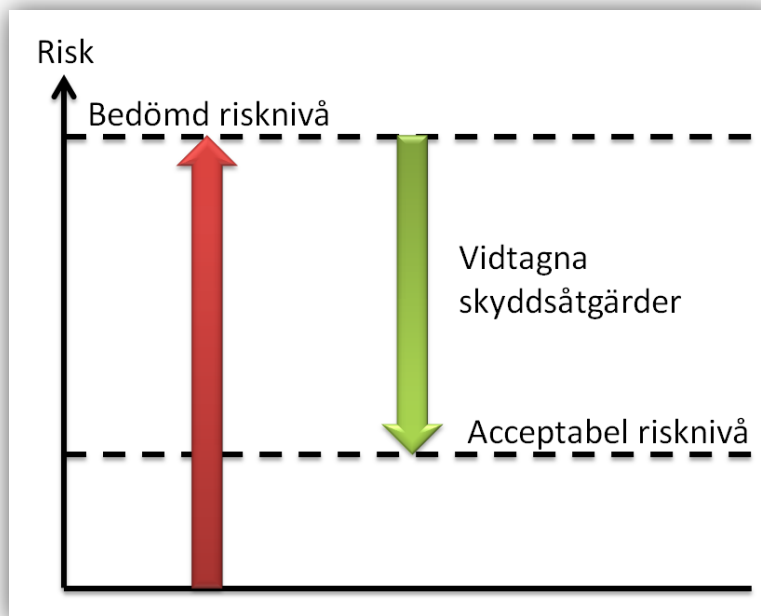 Risk
Bedömd risknivå
Vidtagna
skyddsåtgärder
Acceptabel risknivå